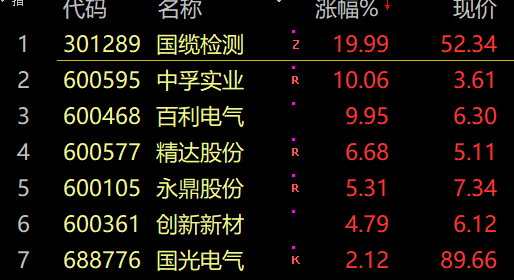 指 代码 名称 涨幅%↓ 现价
1 301289 国缆检测 Z 19.99 52.34
2 600595 中孚实业 R 10.06 3.61
3 600468 百利电气 9.95 6.30
4 600577 精达股份 R 6.68 5.11
5 600105 永鼎股份 R 5.31 7.34
6 600361 创新新材 4.79 6.12
7 688776 国光电气 K 2.12 89.66